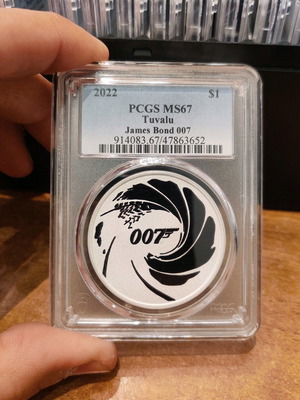 2022 $1
PCGS MS67
Tuvalu
James Bond 007
914083.67/47863652
007